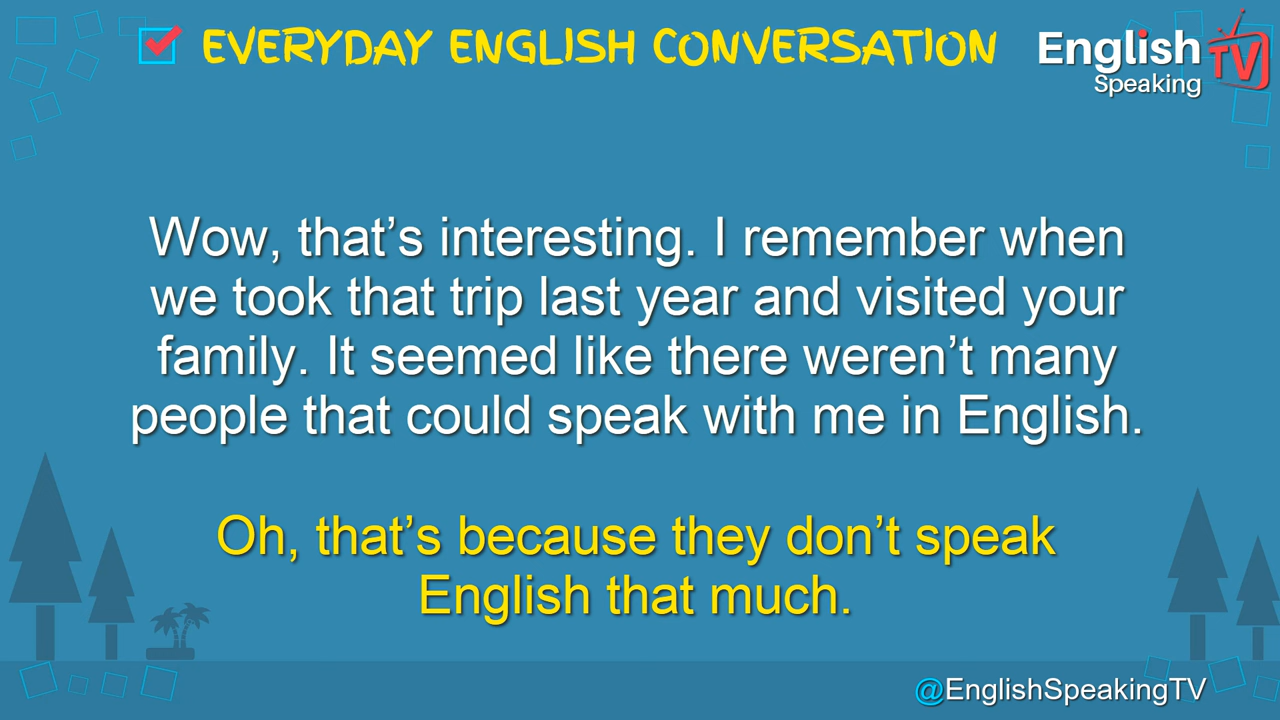 EVERYDAY ENGLISH CONVERSATION
English
Speaking
TV
Wow, that’s interesting. I remember when
we took that trip last year and visited your
family. It seemed like there weren’t many
people that could speak with me in English.
Oh, that’s because they don’t speak
English that much.
@EnglishSpeakingTV